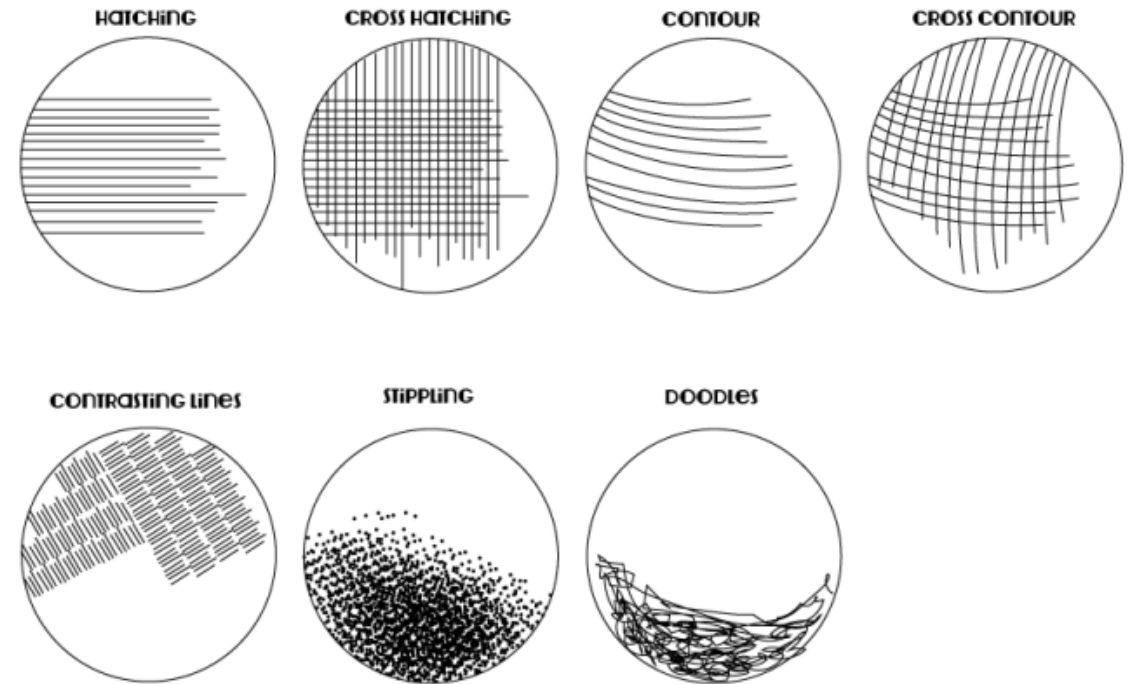 HATCHING
CROSS HATCHING
CONTOUR
CROSS CONTOUR
CONTRASTING LINES
STIPPLING
DOODLES